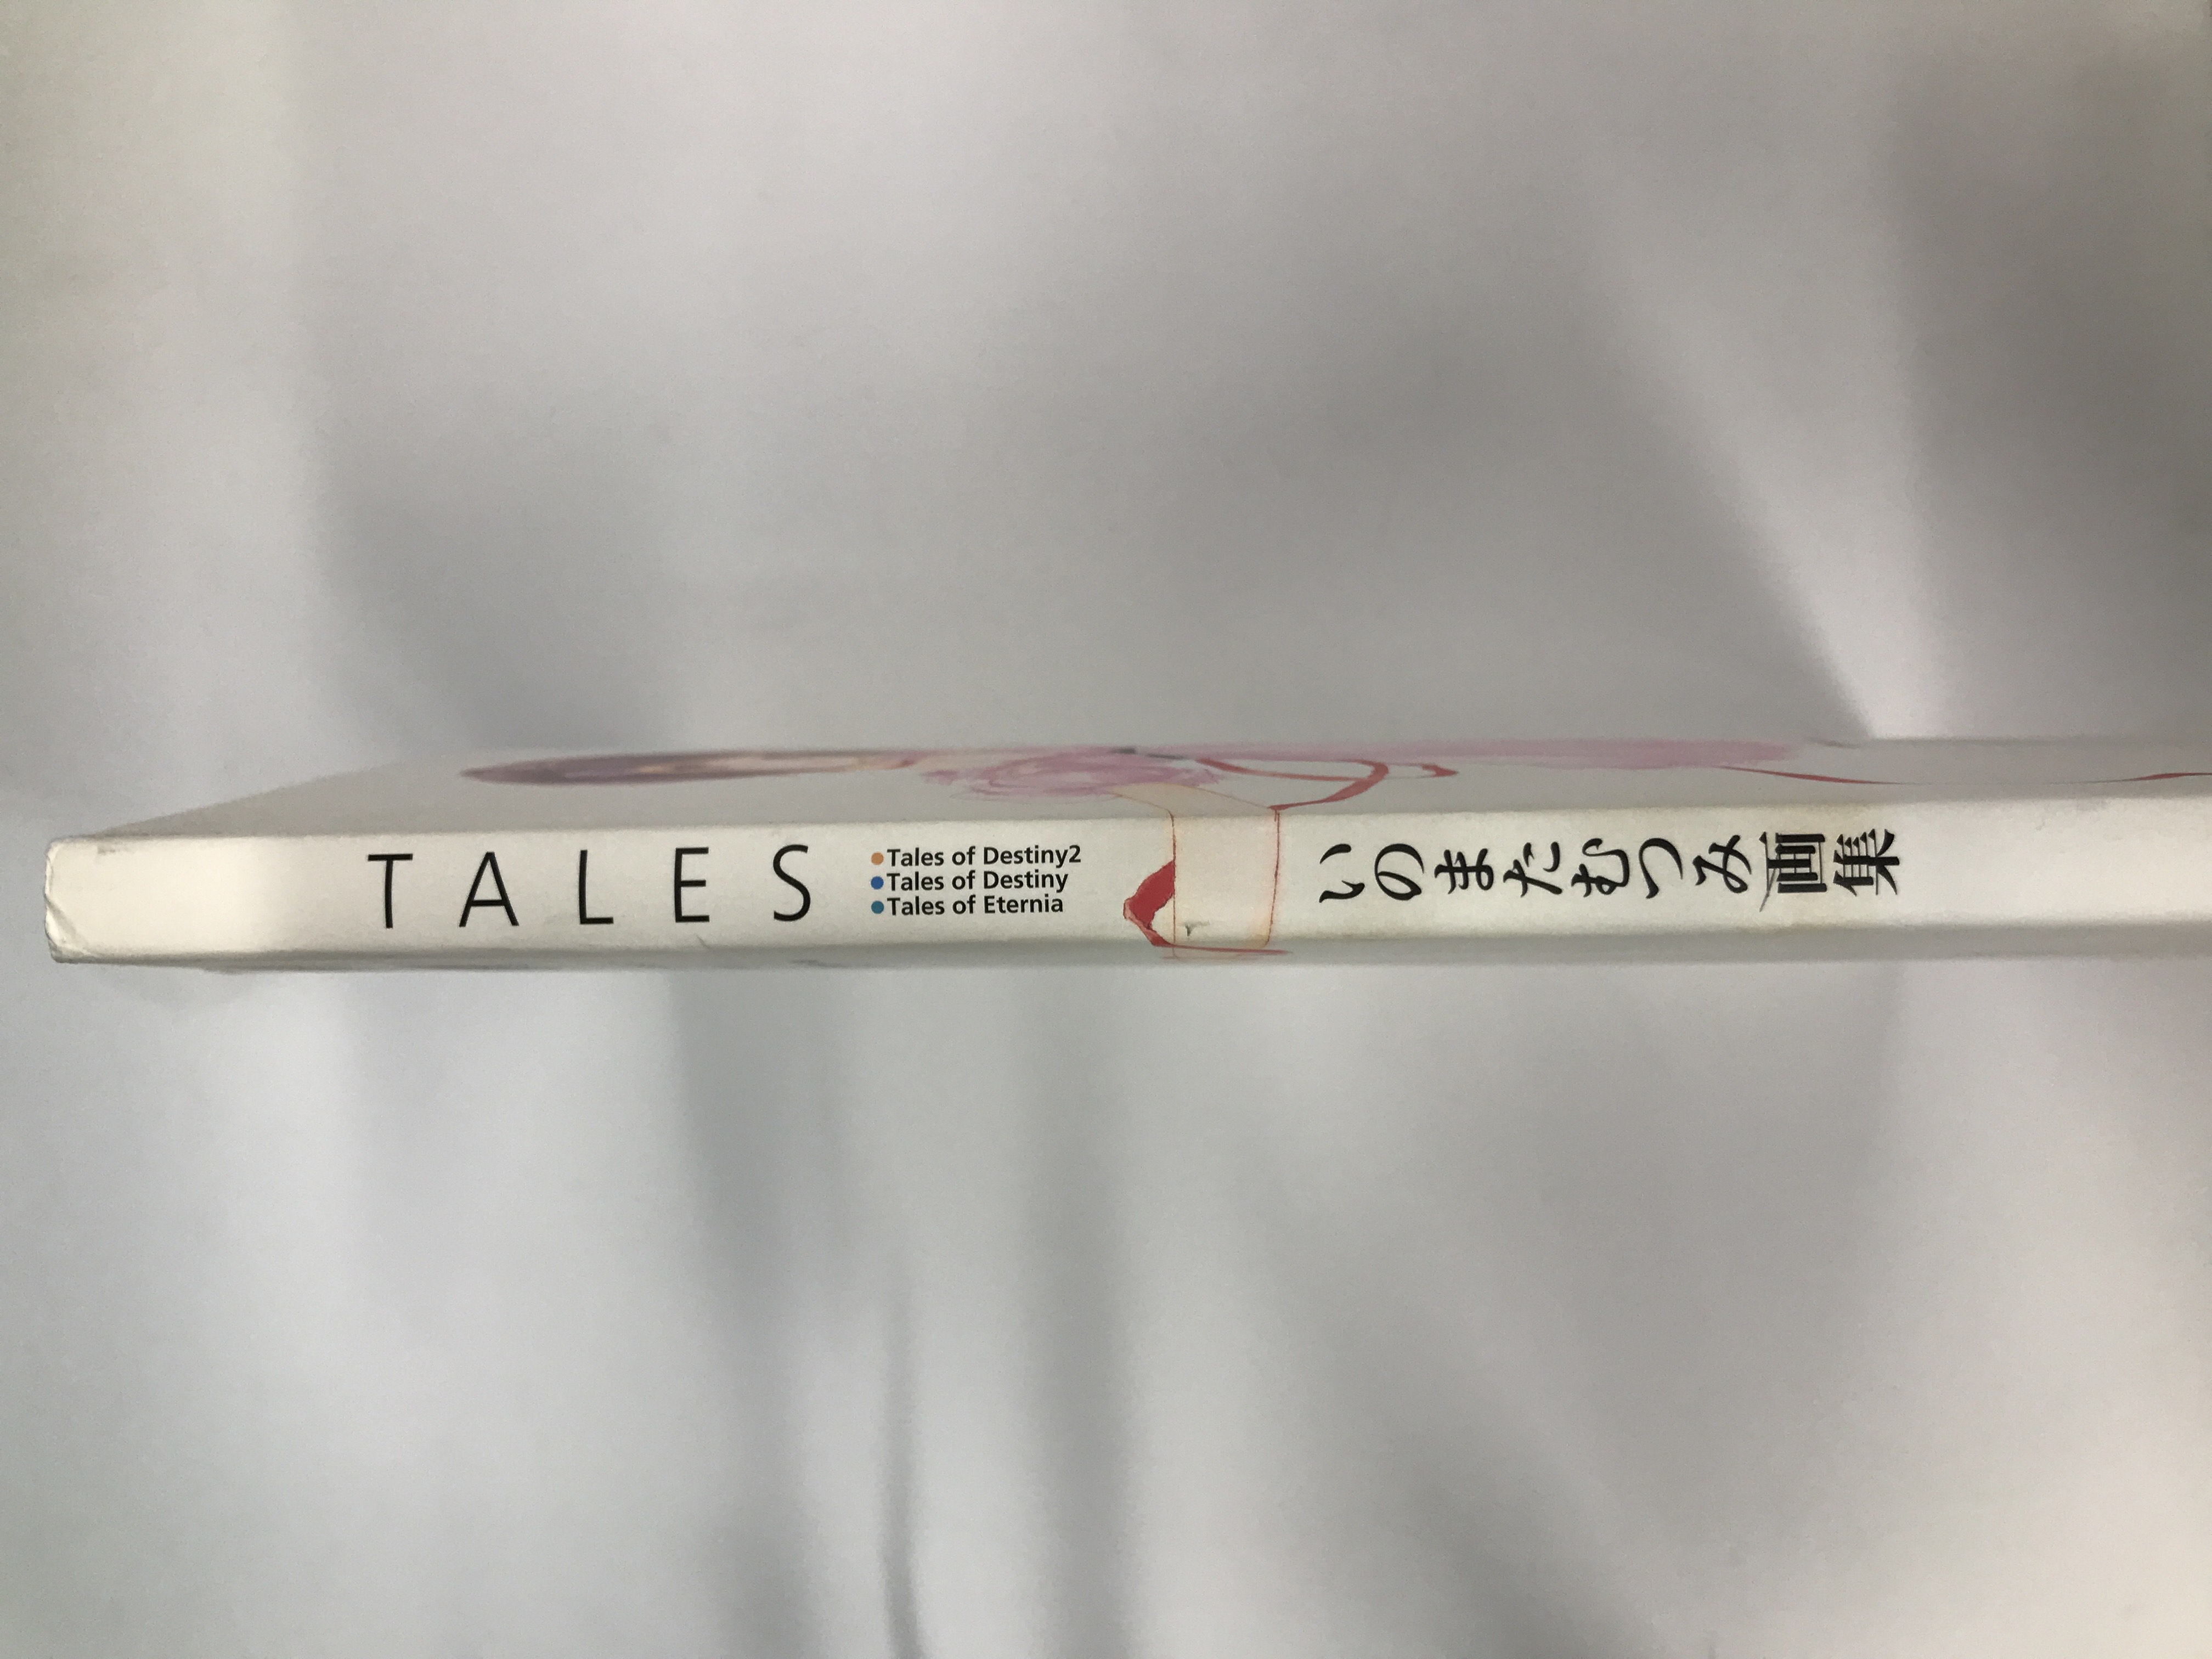 TALES
●Tales of Destiny2
●Tales of Destiny
●Tales of Eternia
いのまたむつみ画集